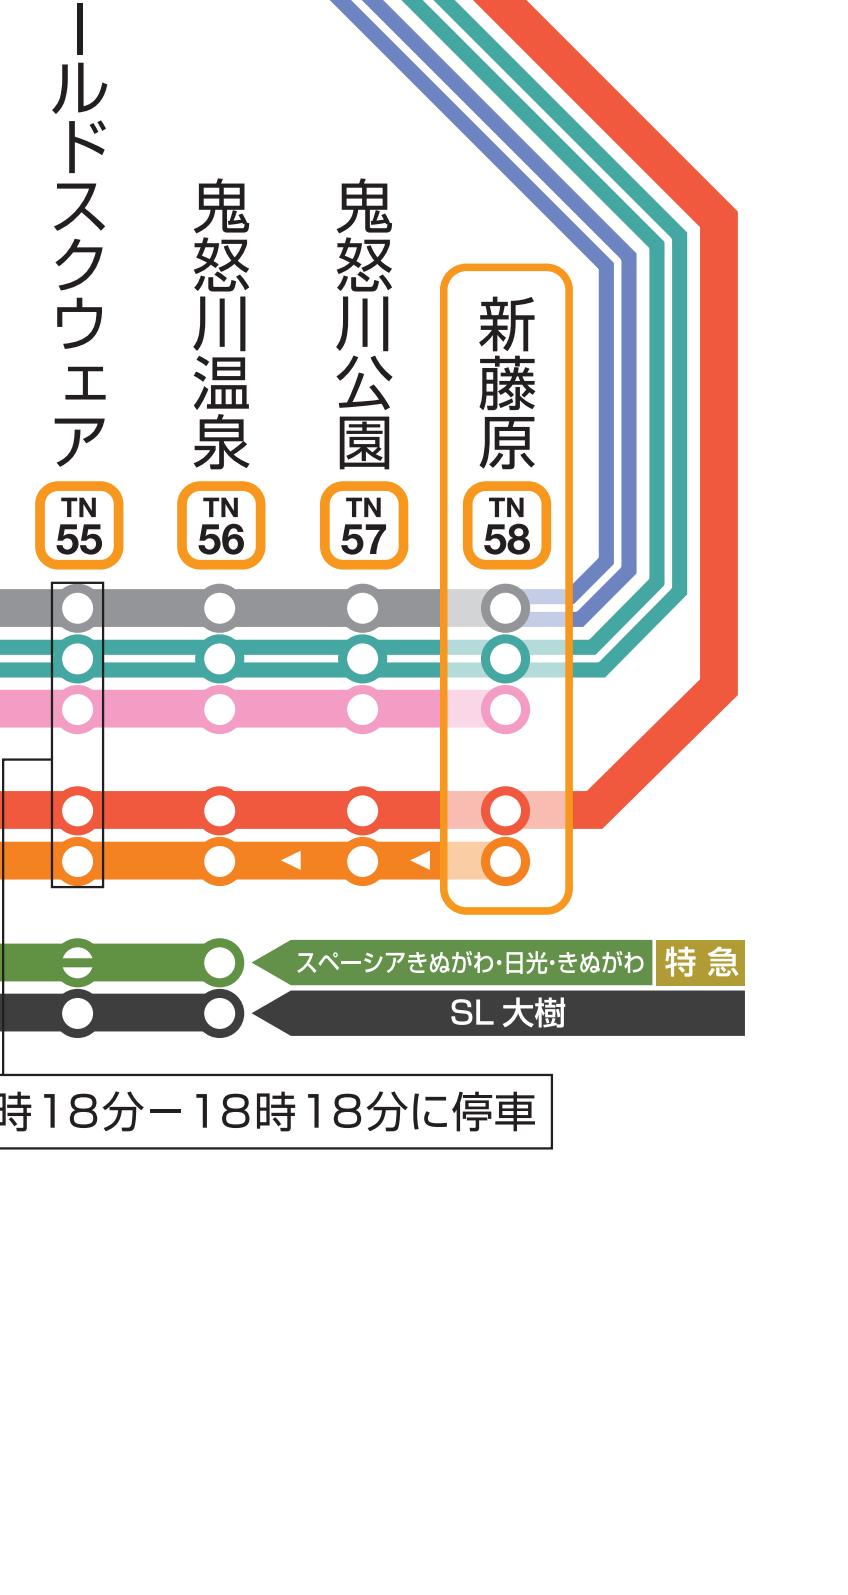 ールドスクウェア
TN
55
鬼怒川温泉
TN
56
鬼怒川公園
TN
57
新藤原
TN
58
スペーシアきぬがわ・日光・きぬがわ
特急
SL 大樹
時18分－18時18分に停車